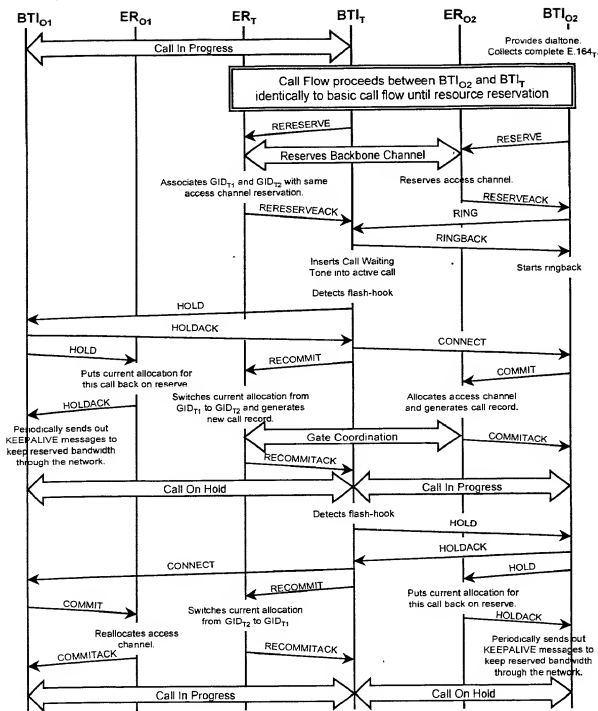 BTI_O1 ER_O1 ER_T BTI_T ER_O2 BTI_O2
Call In Progress
Provides dialtone.
Collects complete E.164_T.
Call Flow proceeds between BTI_O2 and BTI_T
identically to basic call flow until resource reservation
RERESERVE
RESERVE
Reserves Backbone Channel
Associates GID_T1 and GID_T2 with same
access channel reservation.
Reserves access channel.
RESERVEACK
RERESERVEACK
RING
RINGBACK
Inserts Call Waiting
Tone into active call
Starts ringback
Detects flash-hook
HOLD
HOLDACK
CONNECT
HOLD
RECOMMIT
COMMIT
Puts current allocation for
this call back on reserve
Switches current allocation from
GID_T1 to GID_T2 and generates
new call record.
Allocates access channel
and generates call record.
HOLDACK
Periodically sends out
KEEPALIVE messages to
keep reserved bandwidth
through the network.
Gate Coordination
COMMITACK
RECOMMITACK
Call On Hold
Call In Progress
Detects flash-hook
HOLD
HOLDACK
CONNECT
HOLD
RECOMMIT
COMMIT
Puts current allocation for
this call back on reserve.
Switches current allocation
from GID_T2 to GID_T1
HOLDACK
Reallocates access
channel.
COMMITACK
RECOMMITACK
Periodically sends out
KEEPALIVE messages to
keep reserved bandwidth
through the network.
Call In Progress
Call On Hold